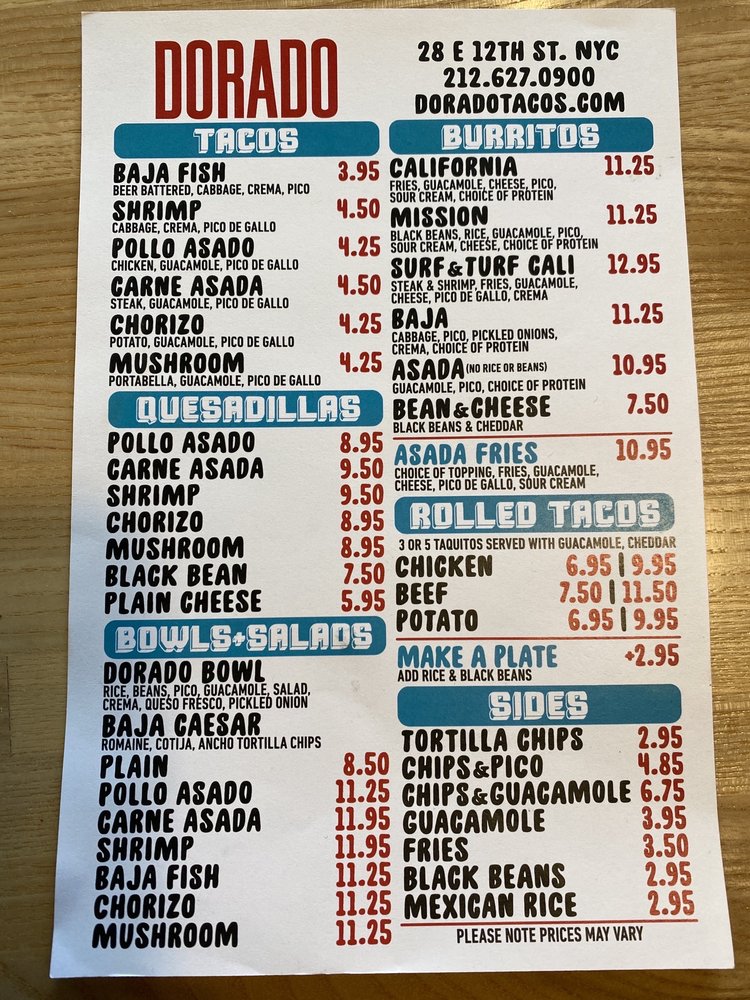 DORADO
28 E 12TH ST. NYC
212.627.0900
DORADOTACOS.COM
TACOS
BAJA FISH 3.95
BEER BATTERED, CABBAGE, CREMA, PICO
SHRIMP 4.50
CABBAGE, CREMA, PICO DE GALLO
POLLO ASADO 4.25
CHICKEN, GUACAMOLE, PICO DE GALLO
CARNE ASADA 4.50
STEAK, GUACAMOLE, PICO DE GALLO
CHORIZO 4.25
POTATO, GUACAMOLE, PICO DE GALLO
MUSHROOM 4.25
PORTABELLA, GUACAMOLE, PICO DE GALLO
QUESADILLAS
POLLO ASADO 8.95
CARNE ASADA 9.50
SHRIMP 9.50
CHORIZO 8.95
MUSHROOM 8.95
BLACK BEAN 7.50
PLAIN CHEESE 5.95
BOWLS+SALADS
DORADO BOWL
RICE, BEANS, PICO, GUACAMOLE, SALAD,
CREMA, QUESO FRESCO, PICKLED ONION
BAJA CAESAR
ROMAINE, COTIJA, ANCHO TORTILLA CHIPS
PLAIN 8.50
POLLO ASADO 11.25
CARNE ASADA 11.95
SHRIMP 11.95
BAJA FISH 11.25
CHORIZO 11.25
MUSHROOM 11.25
BURRITOS
CALIFORNIA 11.25
FRIES, GUACAMOLE, CHEESE, PICO,
SOUR CREAM, CHOICE OF PROTEIN
MISSION 11.25
BLACK BEANS, RICE, GUACAMOLE, PICO,
SOUR CREAM, CHEESE, CHOICE OF PROTEIN
SURF&TURF CALI 12.95
STEAK & SHRIMP, FRIES, GUACAMOLE,
CHEESE, PICO DE GALLO, CREMA
BAJA 11.25
CABBAGE, PICO, PICKLED ONIONS,
CREMA, CHOICE OF PROTEIN
ASADA (NO RICE OR BEANS) 10.95
GUACAMOLE, PICO, CHOICE OF PROTEIN
BEAN&CHEESE 7.50
BLACK BEANS & CHEDDAR
ASADA FRIES 10.95
CHOICE OF TOPPING, FRIES, GUACAMOLE,
CHEESE, PICO DE GALLO, SOUR CREAM
ROLLED TACOS
3 OR 5 TAQUITOS SERVED WITH GUACAMOLE, CHEDDAR
CHICKEN 6.95 | 9.95
BEEF 7.50 | 11.50
POTATO 6.95 | 9.95
MAKE A PLATE +2.95
ADD RICE & BLACK BEANS
SIDES
TORTILLA CHIPS 2.95
CHIPS&PICO 4.85
CHIPS&GUACAMOLE 6.75
GUACAMOLE 3.95
FRIES 3.50
BLACK BEANS 2.95
MEXICAN RICE 2.95
PLEASE NOTE PRICES MAY VARY